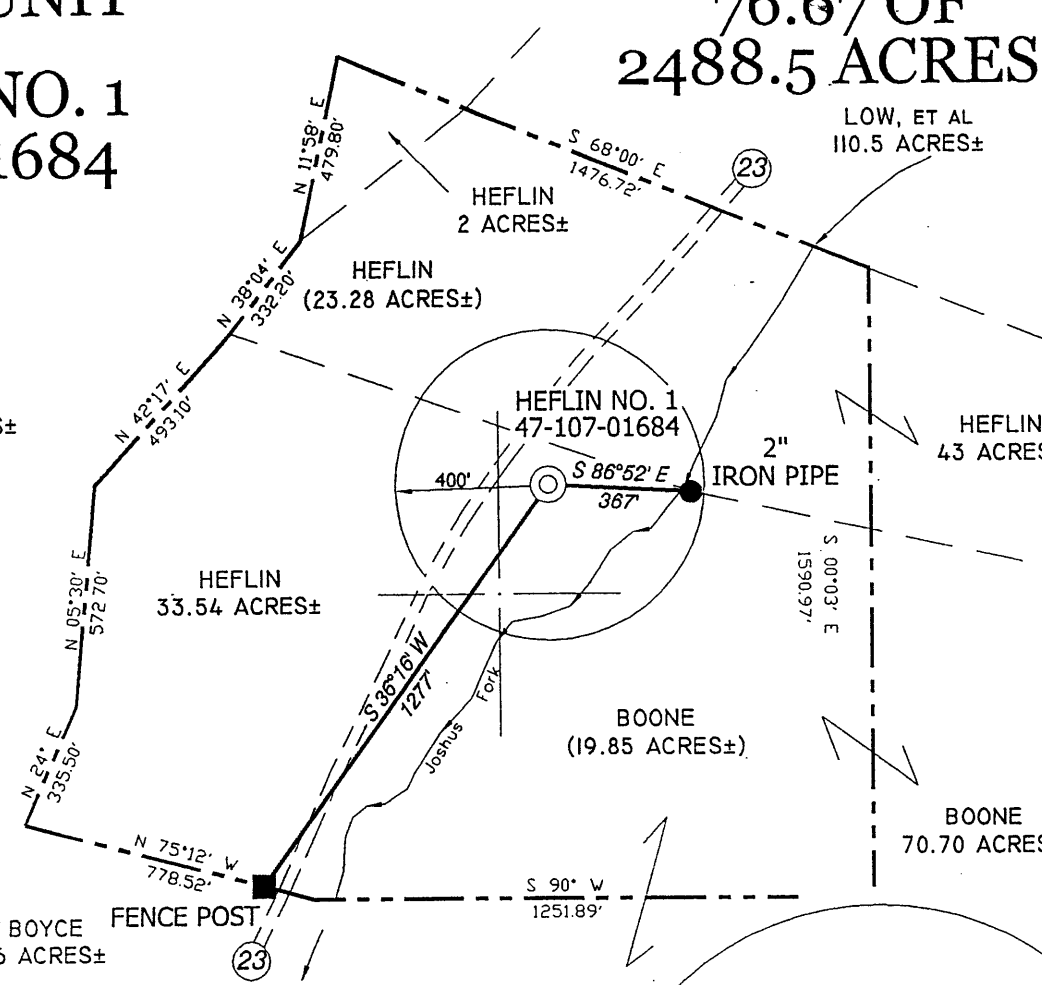 UNIT
76.67 OF
2488.5 ACRES
NO. 1
1684
LOW, ET AL
110.5 ACRES±
N 11°58' E
479.80'
S 68°00' E
1476.72'
23
HEFLIN
2 ACRES±
HEFLIN
(23.28 ACRES±)
N 38°04' E
332.20'
N 42°17' E
493.10'
S±
HEFLIN NO. 1
47-107-01684
HEFLIN
43 ACRES
2"
IRON PIPE
S 86°52' E
367'
400'
S 00°03' E
1590.97'
HEFLIN
33.54 ACRES±
N 05°30' E
572.70'
S 36°16' W
1277'
Joshus Fork
BOONE
(19.85 ACRES±)
N 24° E
335.50'
BOONE
70.70 ACRES
N 75°12' W
778.52'
S 90° W
1251.89'
FENCE POST
BOYCE
6 ACRES±
23